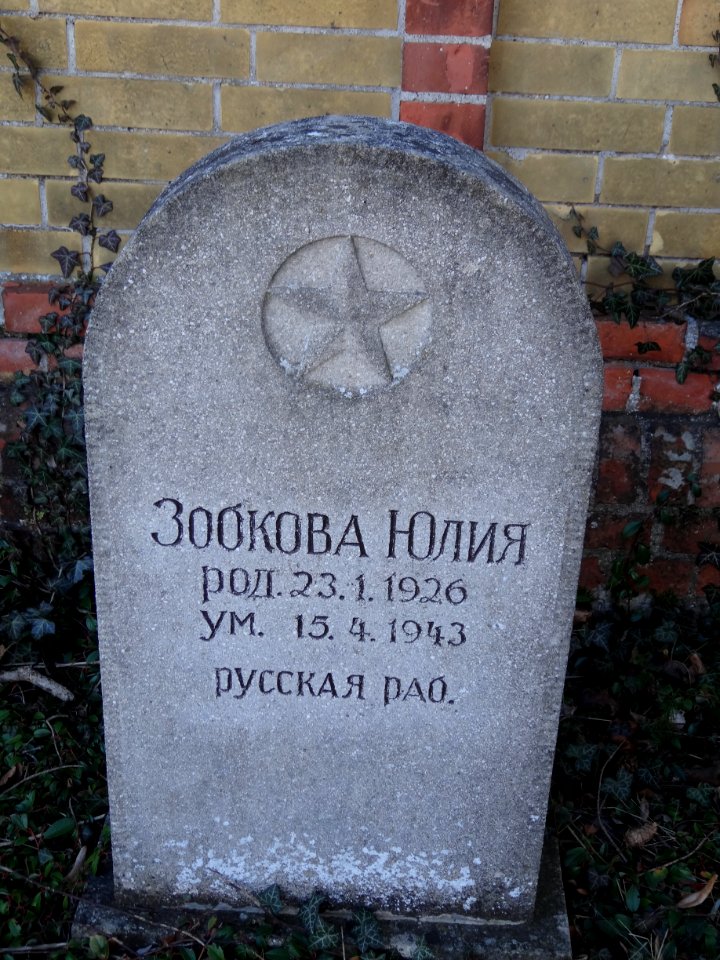 Зобкова Юлия
род. 23.1.1926
ум. 15.4.1943
русская раб.